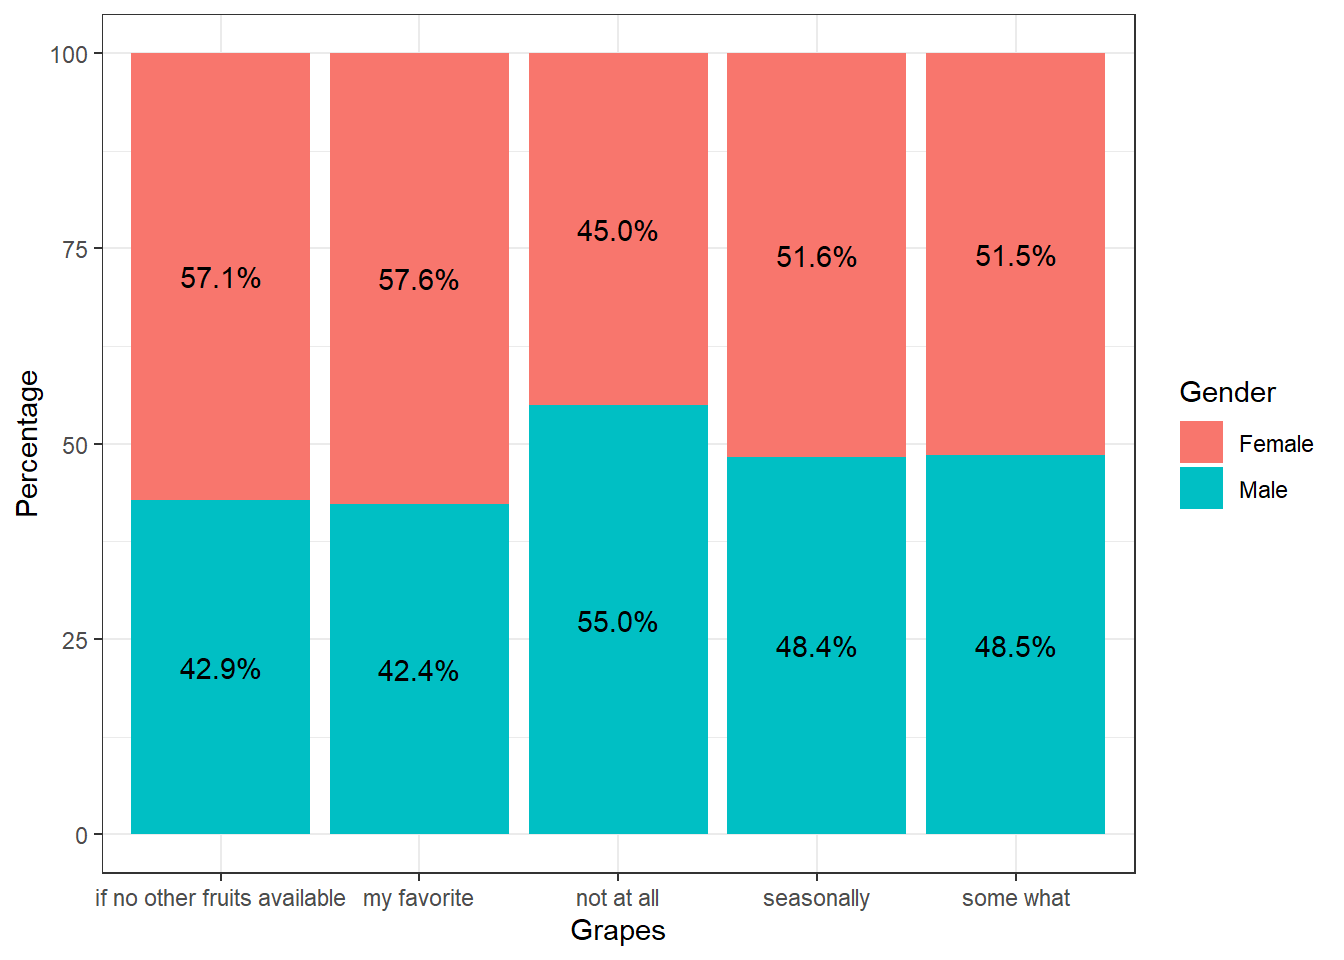 100
75
50
25
0
Percentage
57.1%
57.6%
45.0%
51.6%
51.5%
42.9%
42.4%
55.0%
48.4%
48.5%
if no other fruits available
my favorite
not at all
seasonally
some what
Grapes
Gender
Female
Male